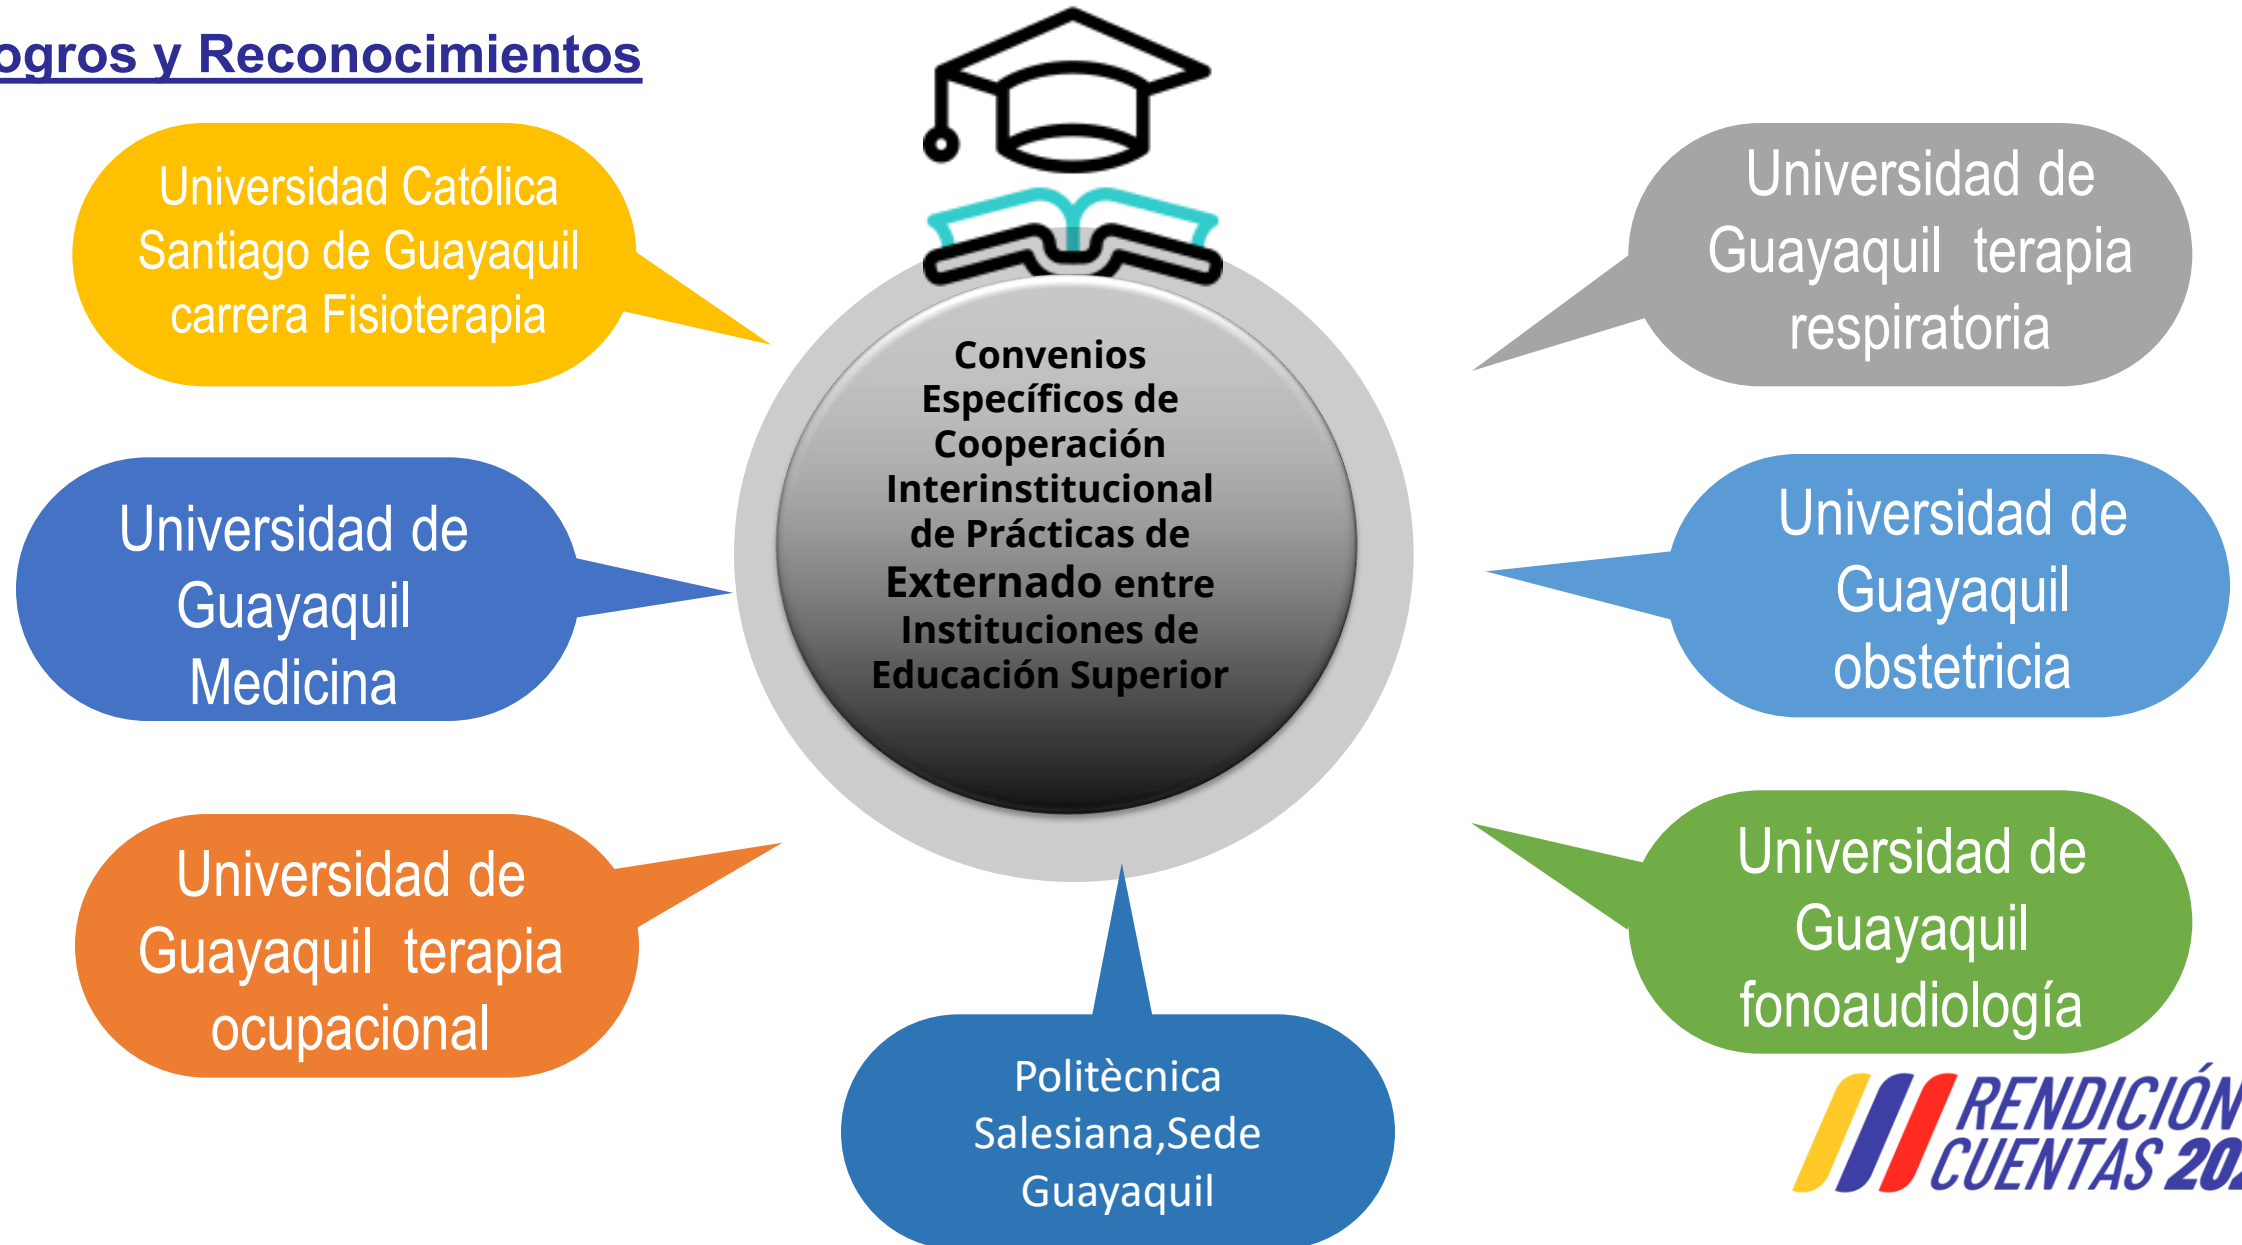 ogros y Reconocimientos
Universidad Católica
Santiago de Guayaquil
carrera Fisioterapia
Universidad de
Guayaquil
Medicina
Universidad de
Guayaquil terapia
ocupacional
Convenios
Específicos de
Cooperación
Interinstitucional
de Prácticas de
Externado entre
Instituciones de
Educación Superior
Politècnica
Salesiana,Sede
Guayaquil
Universidad de
Guayaquil terapia
respiratoria
Universidad de
Guayaquil
obstetricia
Universidad de
Guayaquil
fonoaudiología
RENDICIÓN
CUENTAS 202